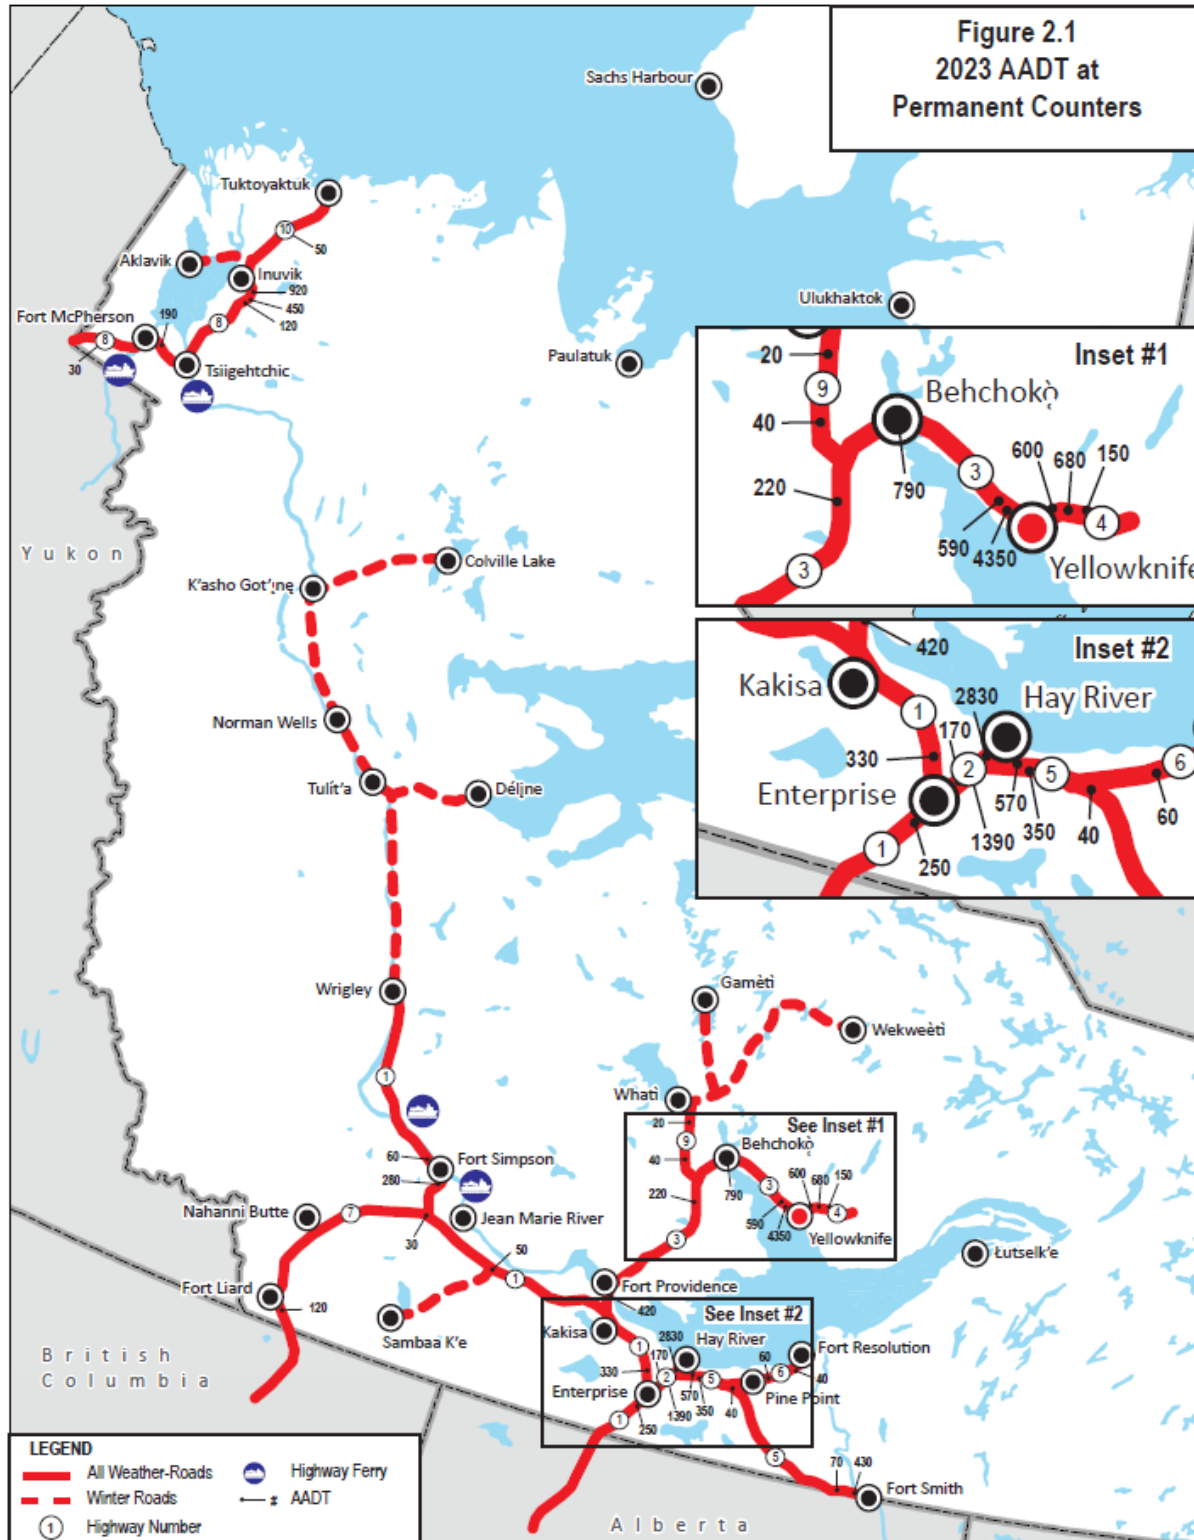 Figure 2.1
2023 AADT at
Permanent Counters
Sachs Harbour
Tuktoyaktuk
10
50
Aklavik
Inuvik
920
450
120
Fort McPherson
190
8
8
30
Tsiigehtchic
Ulukhaktok
Paulatuk
Inset #1
20
9
40
Behchokǫ̀
220
790
3
600
680
150
590
4350
4
3
Yellowknife
Yukon
Colville Lake
K'asho Got'ı̨nę
Inset #2
420
Kakisa
2830
Hay River
1
170
330
2
5
6
Enterprise
570
350
40
60
1390
1
250
Norman Wells
Tulít'a
Délı̨ne
Wrigley
Gamètì
Wekweètì
1
Whatì
See Inset #1
20
9
Behchokǫ̀
40
60
Fort Simpson
280
220
790
3
600
680
150
590
4350
4
Yellowknife
Nahanni Butte
7
Jean Marie River
30
3
50
1
Łutselk'e
Fort Liard
120
Fort Providence
420
See Inset #2
Sambaa K'e
Kakisa
1
2830
Hay River
170
330
2
5
60
6
Fort Resolution
40
Enterprise
570
350
40
Pine Point
1390
1
250
British
Columbia
5
70
430
Fort Smith
Alberta
LEGEND
All Weather-Roads
Highway Ferry
Winter Roads
# AADT
1
Highway Number